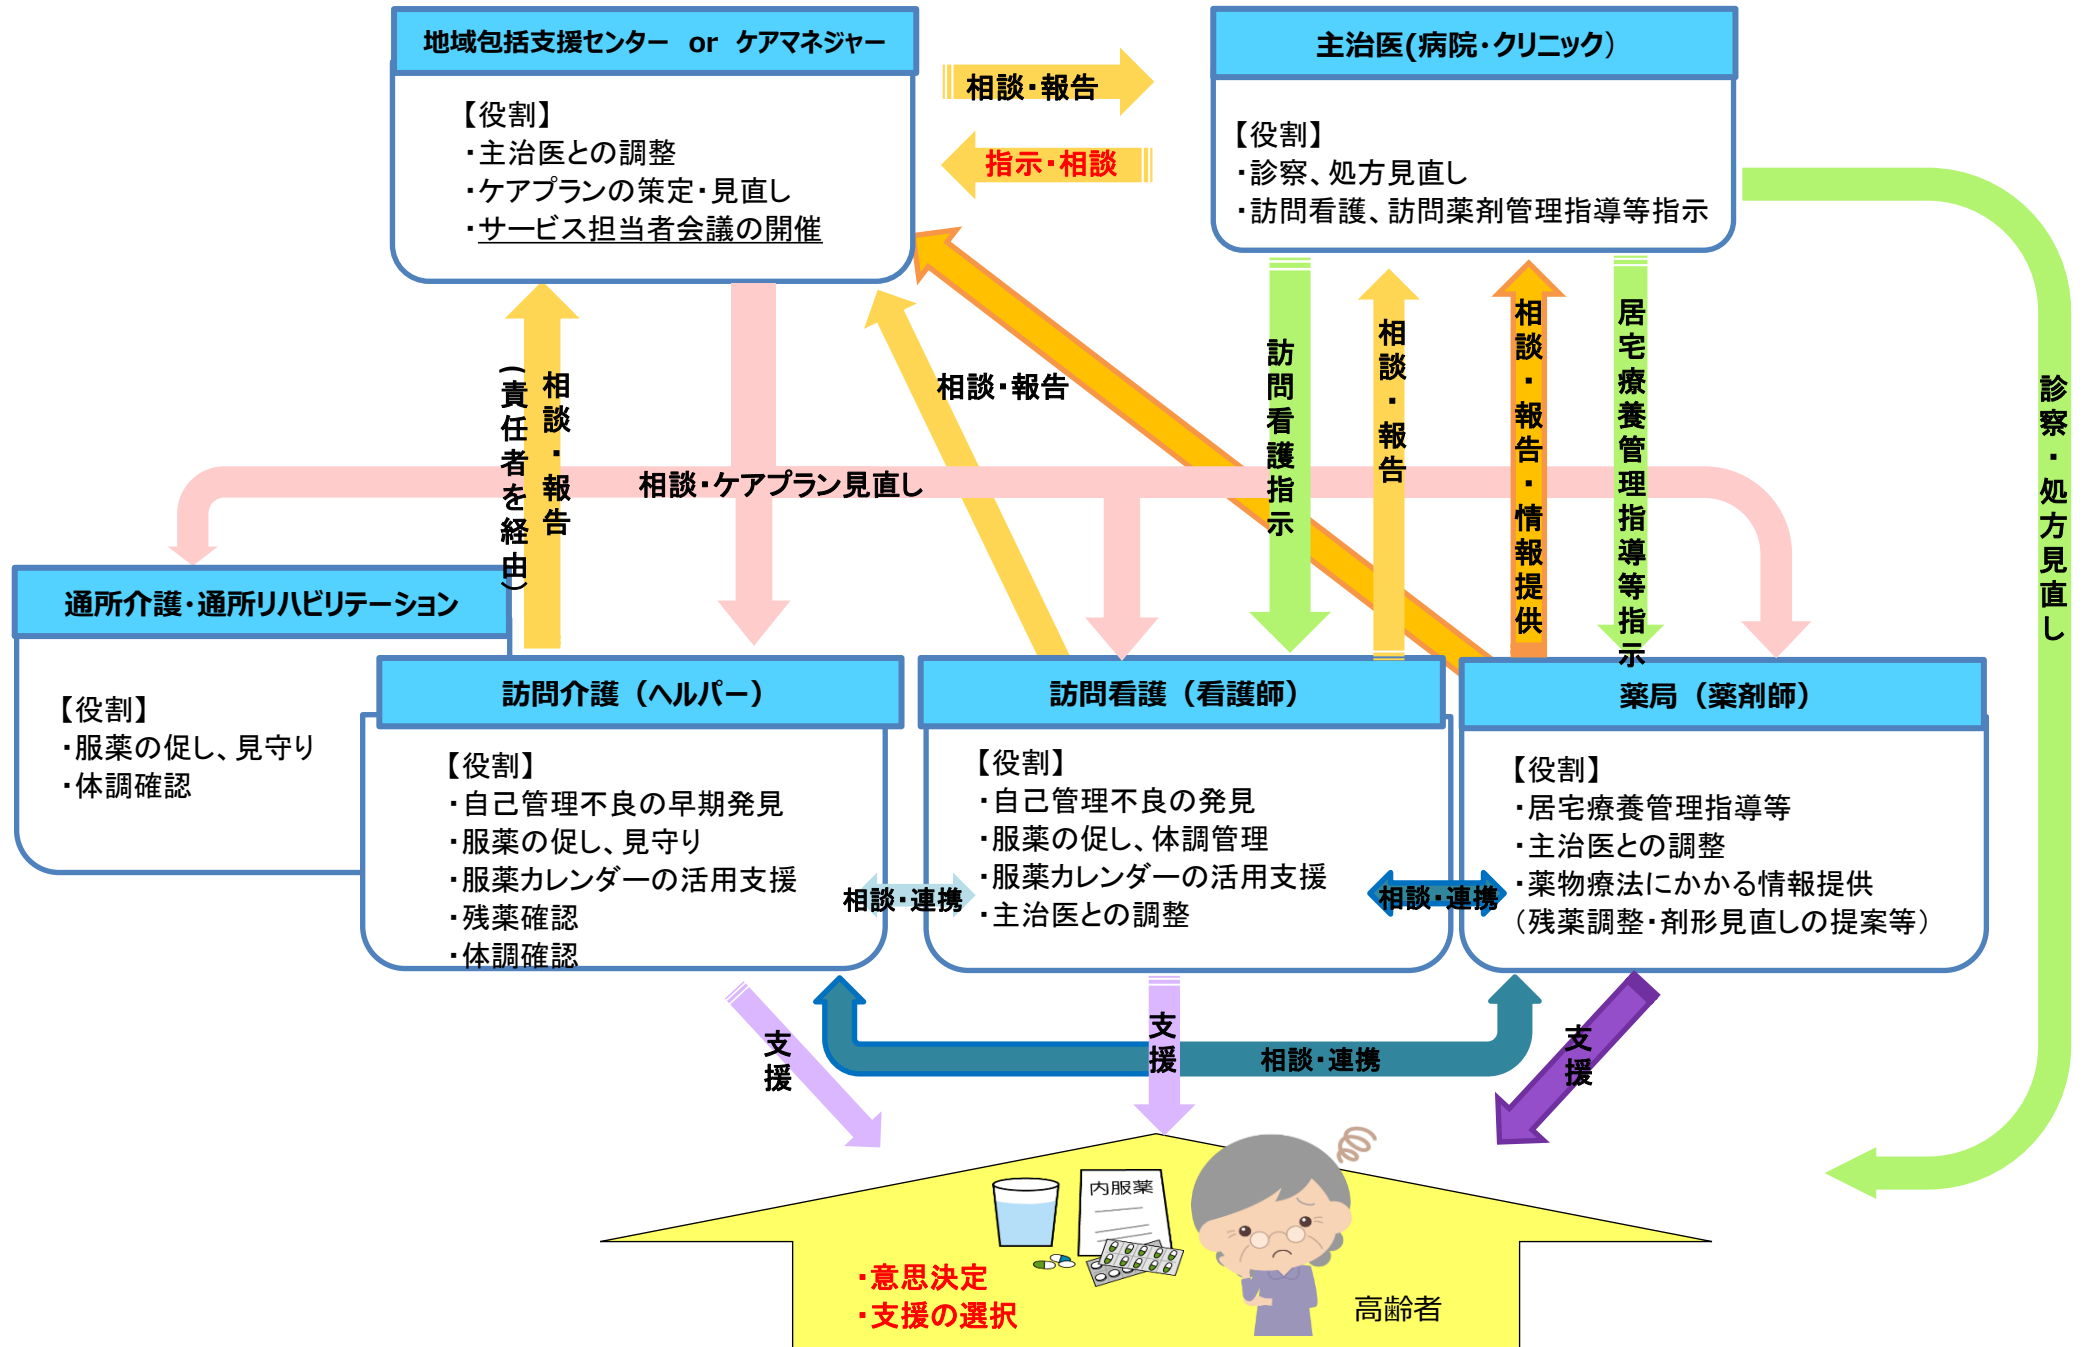 地域包括支援センター or ケアマネジャー
【役割】
・主治医との調整
・ケアプランの策定・見直し
・サービス担当者会議の開催
相談・報告
指示・相談
主治医(病院・クリニック)
【役割】
・診察、処方見直し
・訪問看護、訪問薬剤管理指導等指示
相談・報告
(責任者を経由)
相談・ケアプラン見直し
相談・報告
訪問看護指示
相談・報告
相談・報告・情報提供
居宅療養管理指導等指示
診察・処方見直し
通所介護・通所リハビリテーション
【役割】
・服薬の促し、見守り
・体調確認
訪問介護（ヘルパー）
【役割】
・自己管理不良の早期発見
・服薬の促し、見守り
・服薬カレンダーの活用支援
・残薬確認
・体調確認
相談・連携
訪問看護（看護師）
【役割】
・自己管理不良の発見
・服薬の促し、体調管理
・服薬カレンダーの活用支援
・主治医との調整
相談・連携
薬局（薬剤師）
【役割】
・居宅療養管理指導等
・主治医との調整
・薬物療法にかかる情報提供
（残薬調整・剤形見直しの提案等）
支援
支援
相談・連携
支援
内服薬
・意思決定
・支援の選択
高齢者